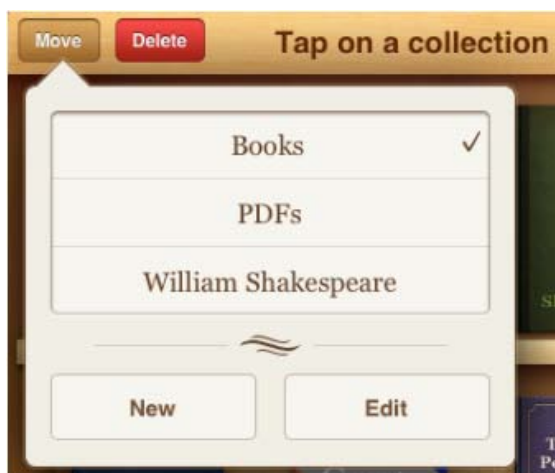 Move
Delete
Tap on a collection
Books
PDFs
William Shakespeare
New
Edit